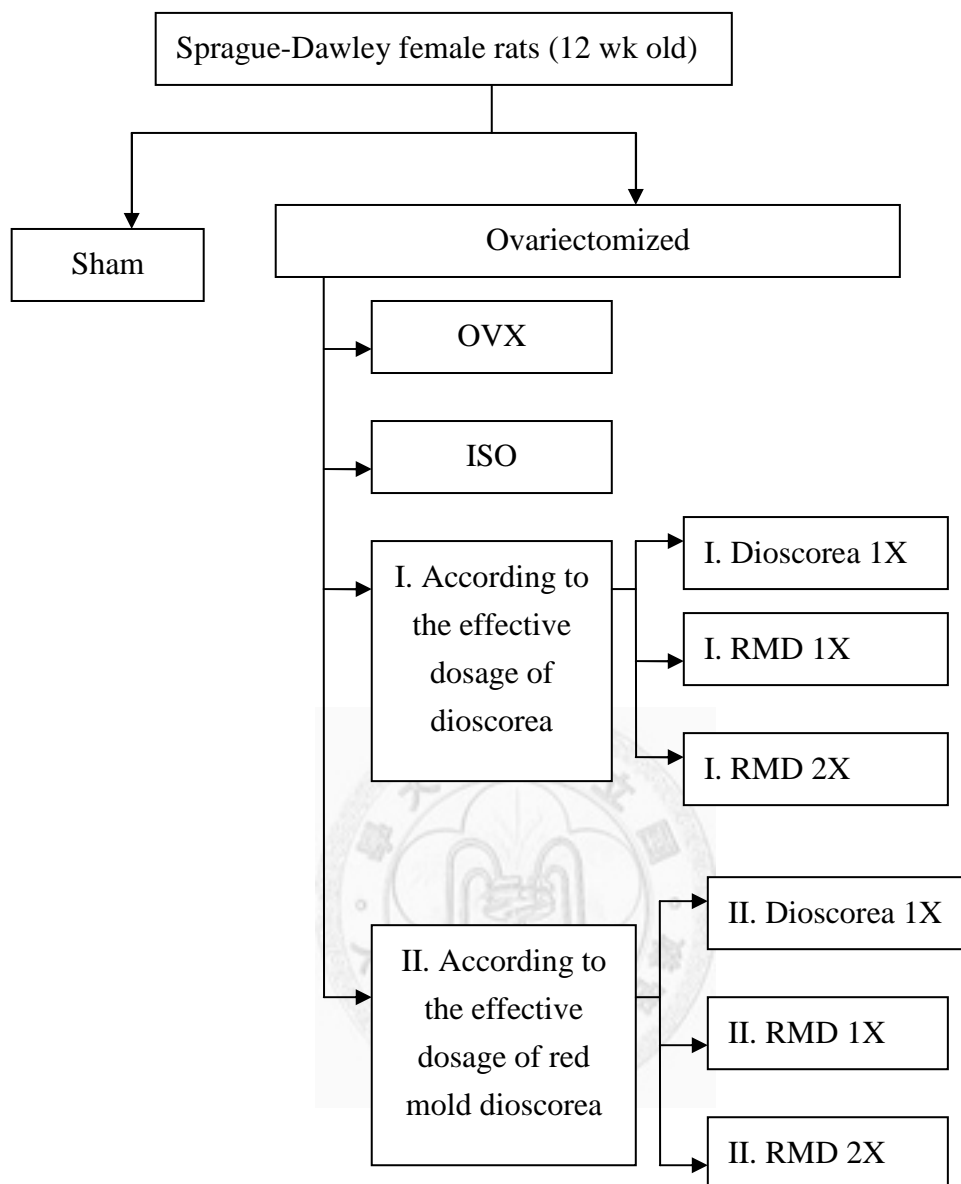 Sprague-Dawley female rats (12 wk old)
Sham
Ovariectomized
OVX
ISO
I. According to
the effective
dosage of
dioscorea
I. Dioscorea 1X
I. RMD 1X
I. RMD 2X
II. According to
the effective
dosage of red
mold dioscorea
II. Dioscorea 1X
II. RMD 1X
II. RMD 2X